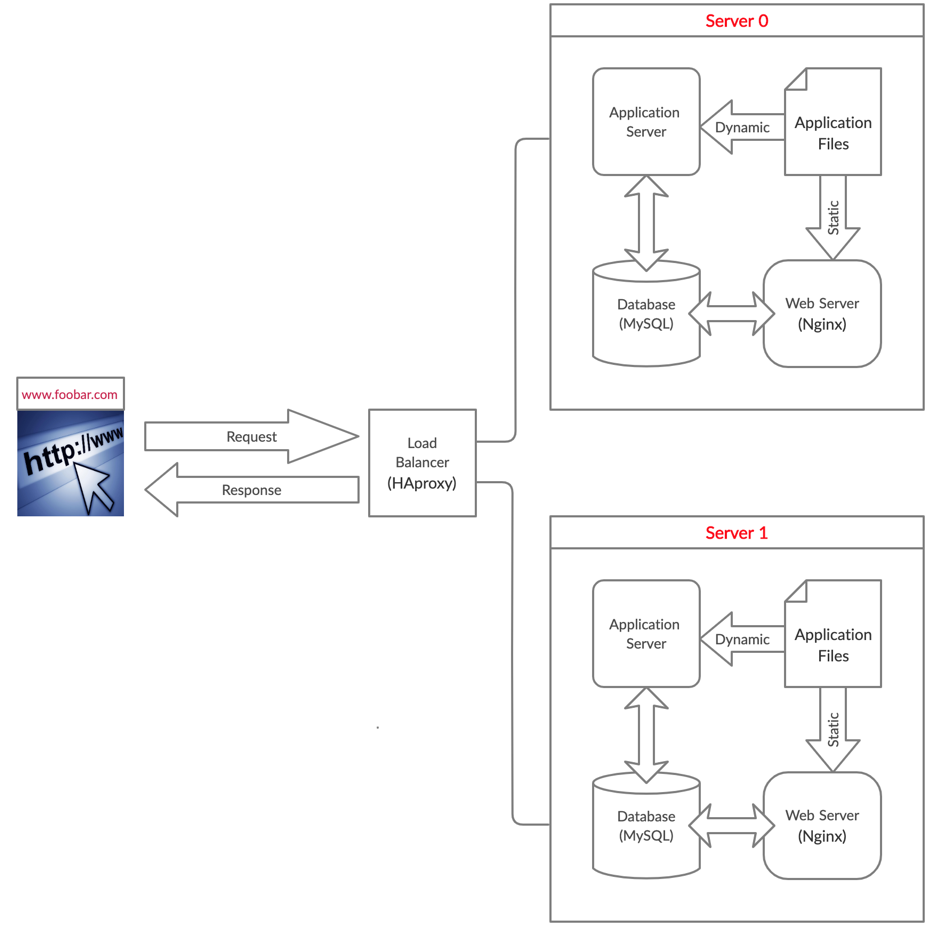 Server 0
Application
Server
Dynamic
Application
Files
Static
Database
(MySQL)
Web Server
(Nginx)
www.foobar.com
http://www
Request
Response
Load
Balancer
(HAproxy)
Server 1
Application
Server
Dynamic
Application
Files
Static
Database
(MySQL)
Web Server
(Nginx)